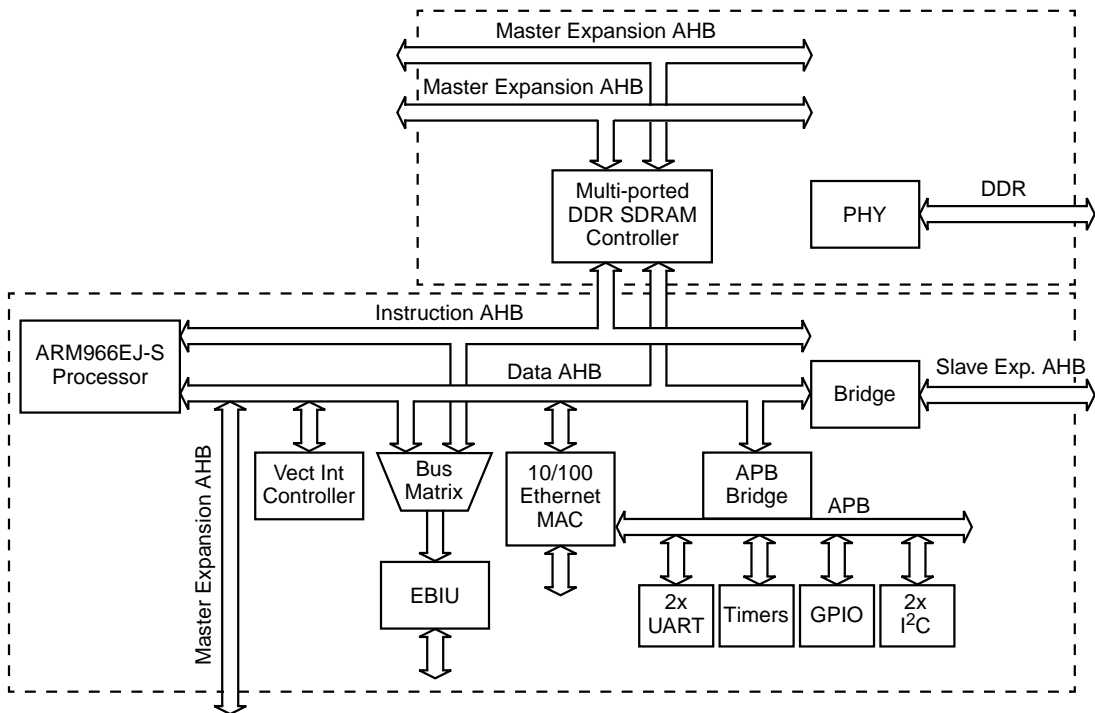 Master Expansion AHB
Master Expansion AHB
Multi-ported
DDR SDRAM
Controller
PHY
DDR
Instruction AHB
ARM966EJ-S
Processor
Data AHB
Bridge
Slave Exp. AHB
Master Expansion AHB
Vect Int
Controller
Bus
Matrix
10/100
Ethernet
MAC
APB
Bridge
APB
EBIU
2x
UART
Timers
GPIO
2x
I²C